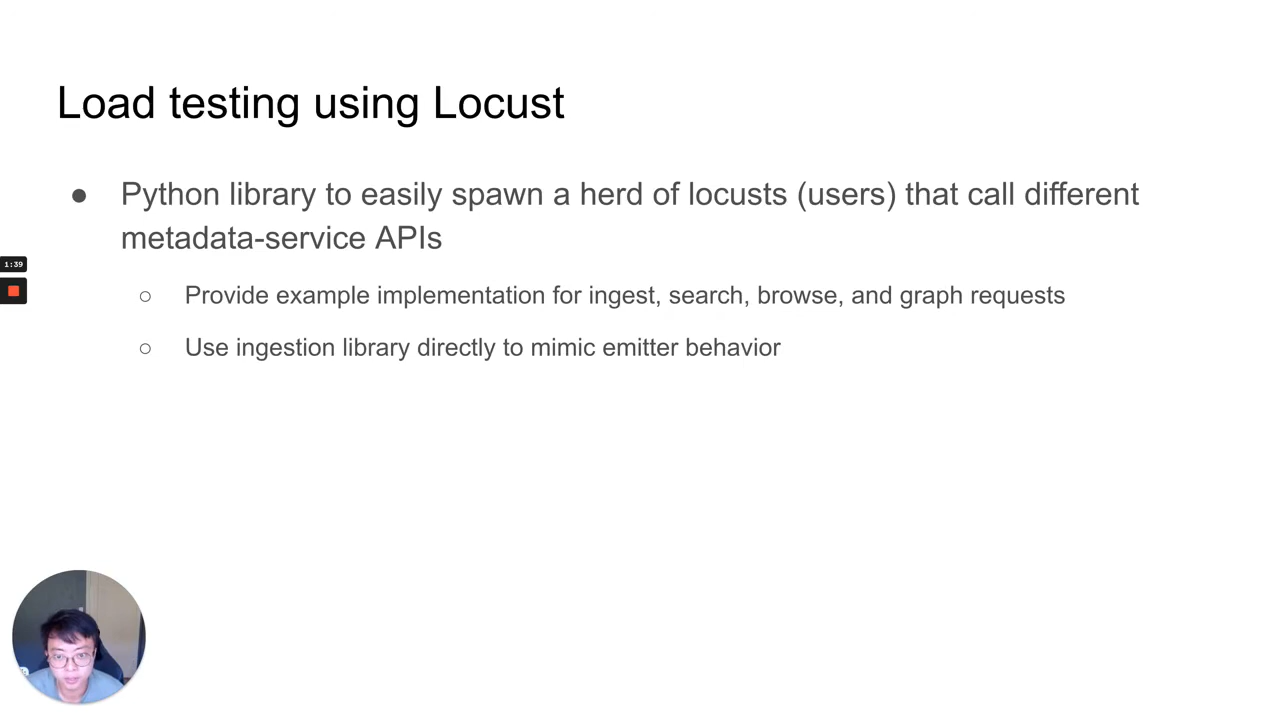 Load testing using Locust
● Python library to easily spawn a herd of locusts (users) that call different
metadata-service APIs
○ Provide example implementation for ingest, search, browse, and graph requests
○ Use ingestion library directly to mimic emitter behavior
1:39